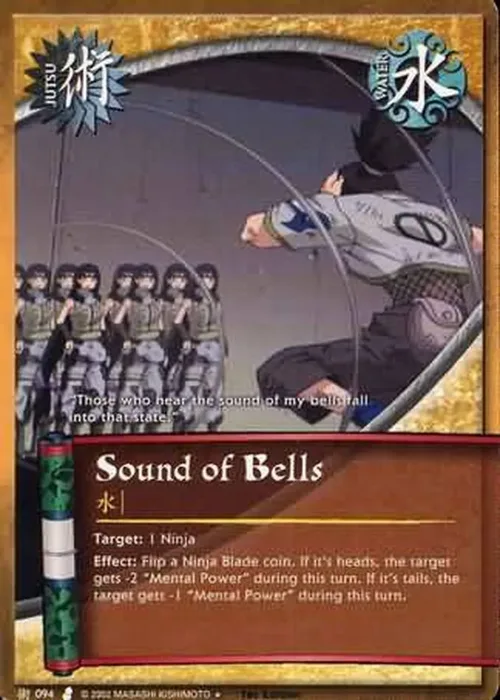 JUTSU 術
WATER 水
"Those who hear the sound of my bells fall
into that state."
Sound of Bells
水1
Target: 1 Ninja
Effect: Flip a Ninja Blade coin. If it's heads, the target
gets -2 "Mental Power" during this turn. If it's tails, the
target gets -1 "Mental Power" during this turn.
術 094 © 2002 MASASHI KISHIMOTO ★ 1st Edition